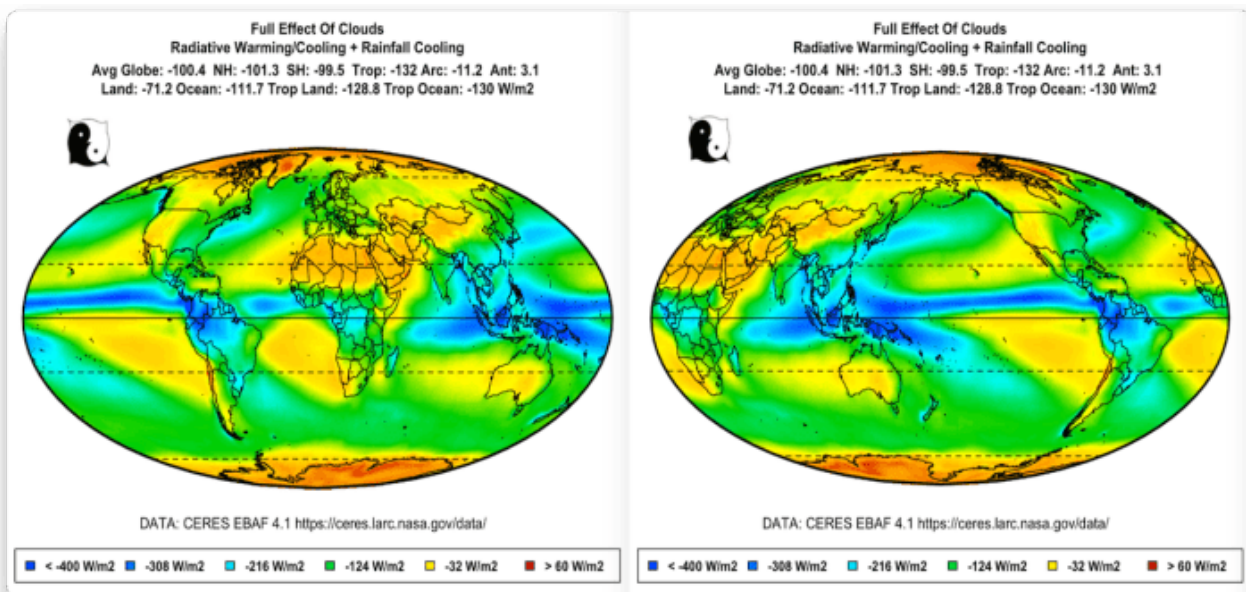 Full Effect Of Clouds
Radiative Warming/Cooling + Rainfall Cooling
Avg Globe: -100.4 NH: -101.3 SH: -99.5 Trop: -132 Arc: -11.2 Ant: 3.1
Land: -71.2 Ocean: -111.7 Trop Land: -128.8 Trop Ocean: -130 W/m2
DATA: CERES EBAF 4.1 https://ceres.larc.nasa.gov/data/
< -400 W/m2 -308 W/m2 -216 W/m2 -124 W/m2 -32 W/m2 > 60 W/m2
Full Effect Of Clouds
Radiative Warming/Cooling + Rainfall Cooling
Avg Globe: -100.4 NH: -101.3 SH: -99.5 Trop: -132 Arc: -11.2 Ant: 3.1
Land: -71.2 Ocean: -111.7 Trop Land: -128.8 Trop Ocean: -130 W/m2
DATA: CERES EBAF 4.1 https://ceres.larc.nasa.gov/data/
< -400 W/m2 -308 W/m2 -216 W/m2 -124 W/m2 -32 W/m2 > 60 W/m2